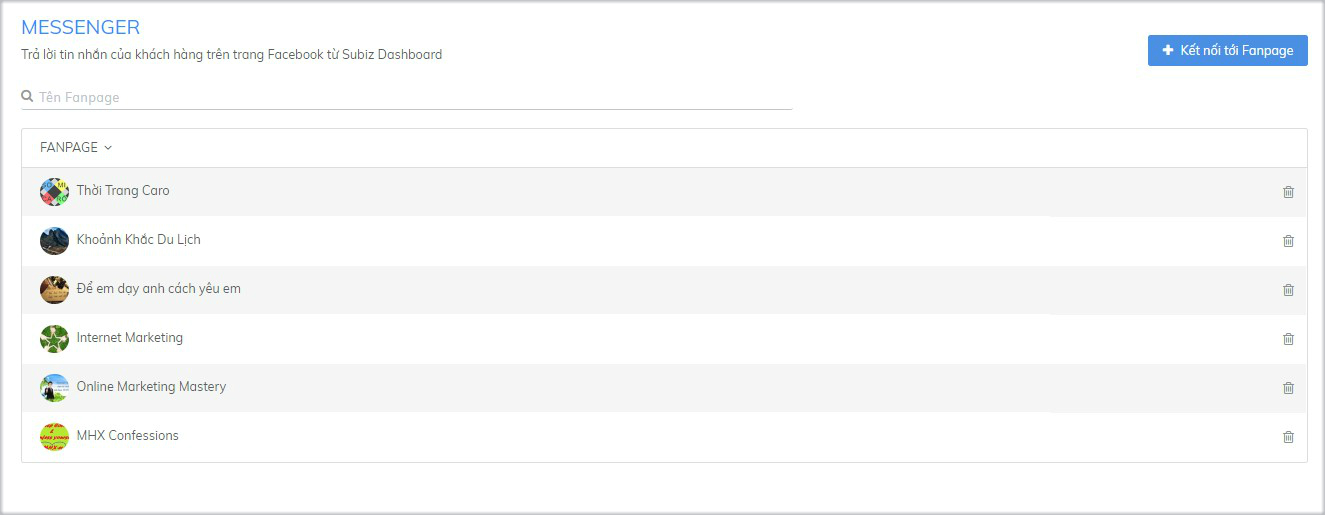 MESSENGER
Trả lời tin nhắn của khách hàng trên trang Facebook từ Subiz Dashboard
Kết nối tới Fanpage
Tên Fanpage
FANPAGE
Thời Trang Caro
Khoảnh Khắc Du Lịch
Để em dạy anh cách yêu em
Internet Marketing
Online Marketing Mastery
MHX Confessions